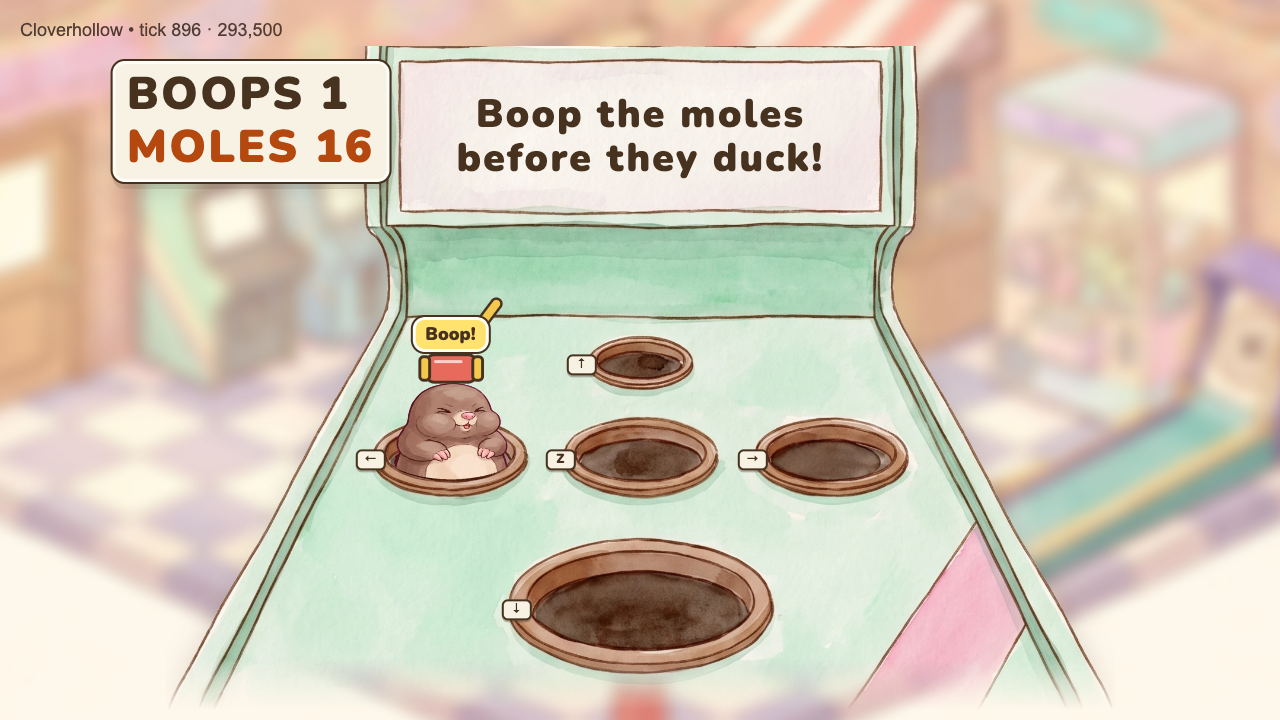 Cloverhollow • tick 896 · 293,500
BOOPS 1
MOLES 16
Boop the moles
before they duck!
Boop!
↑
←
Z
→
↓